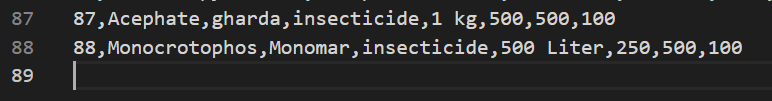 87 87,Acephate,gharda,insecticide,1 kg,500,500,100
88 88,Monocrotophos,Monomar,insecticide,500 Liter,250,500,100
89